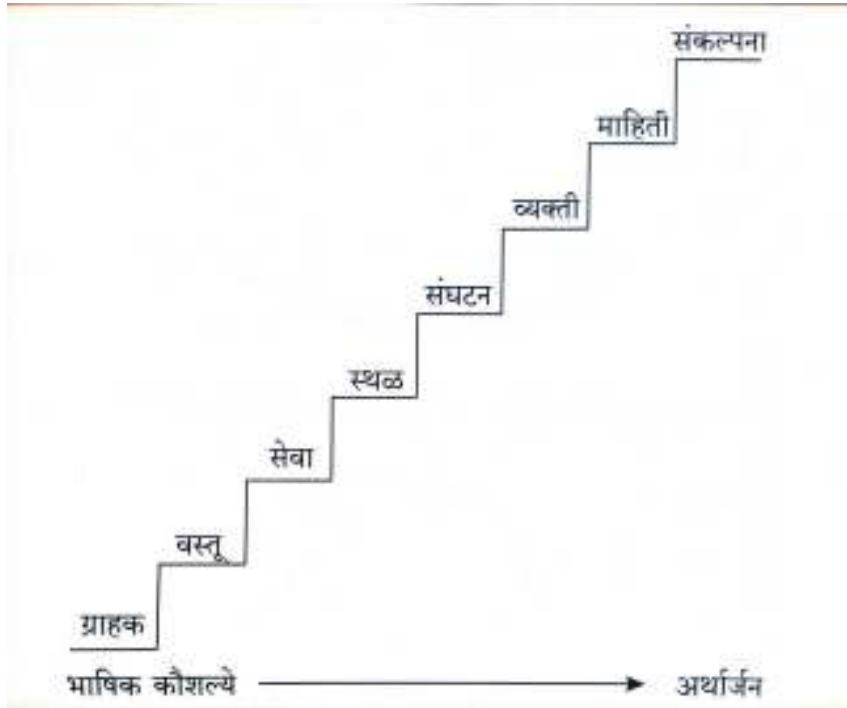 संकल्पना
माहिती
व्यक्ती
संघटन
स्थळ
सेवा
वस्तू
ग्राहक
भाषिक कौशल्ये अर्थार्जन